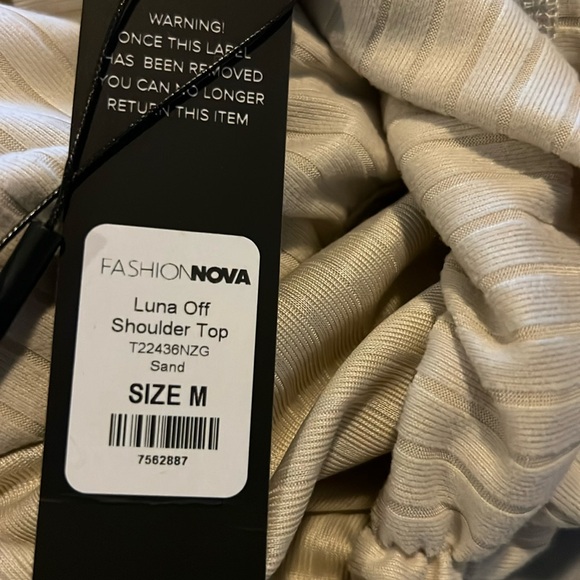 WARNING!
ONCE THIS LABEL
HAS BEEN REMOVED
YOU CAN NO LONGER
RETURN THIS ITEM
FASHIONNOVA
Luna Off
Shoulder Top
T22436NZG
Sand
SIZE M
7562887